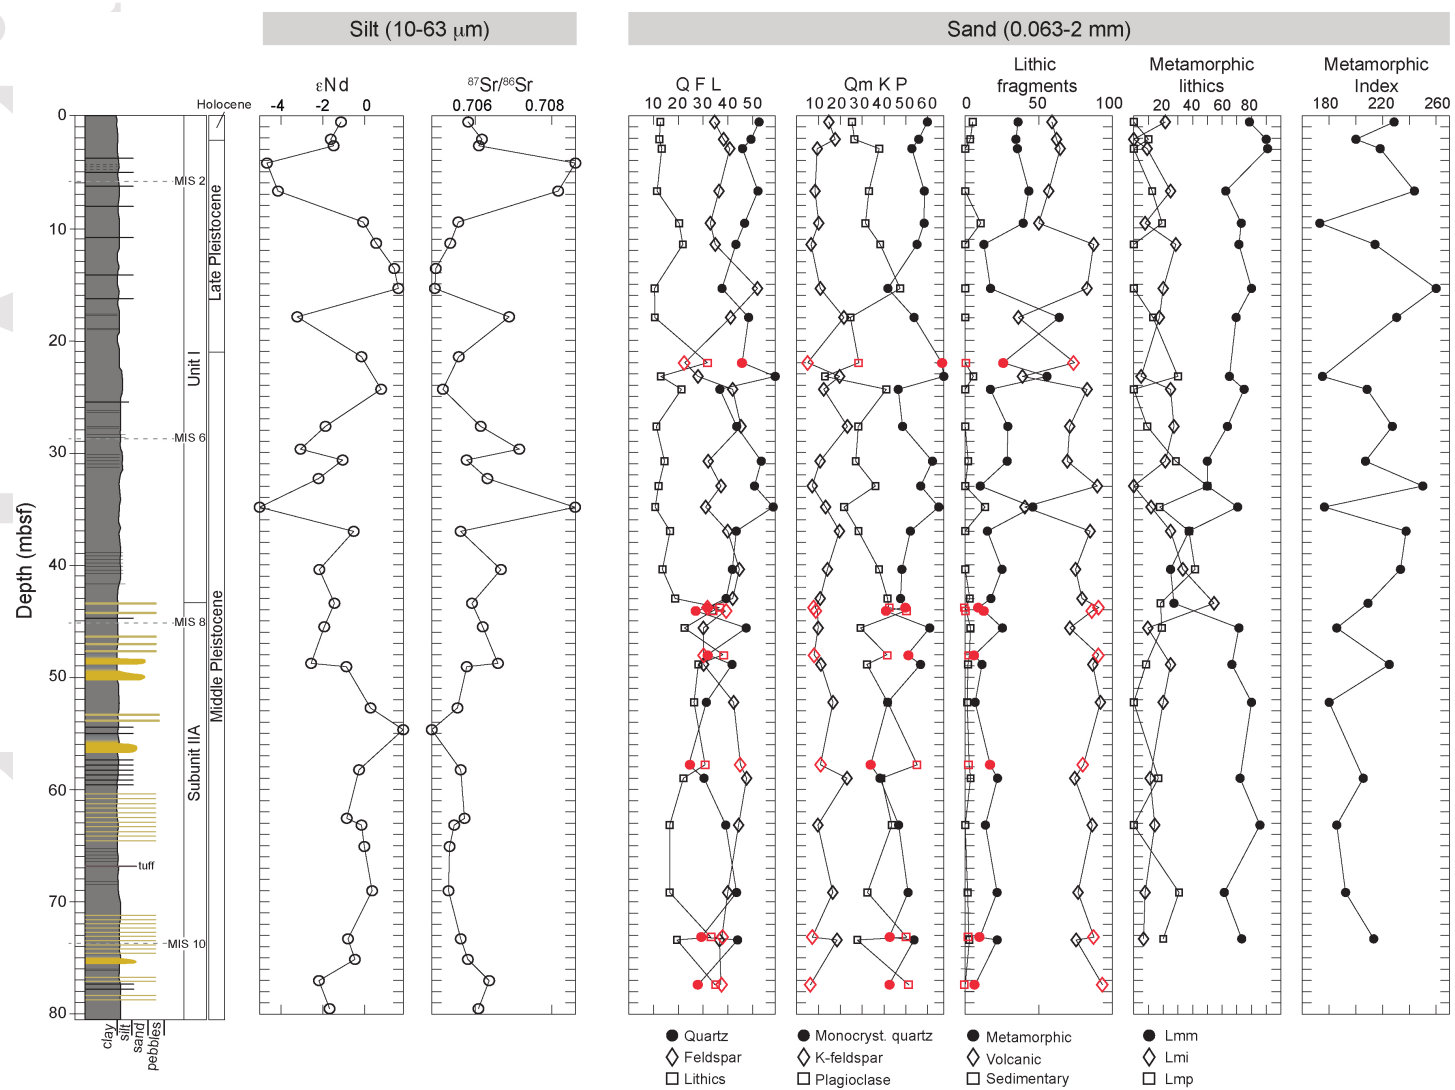 Silt (10-63 µm)
Sand (0.063-2 mm)
εNd
87Sr/86Sr
Q F L
Qm K P
Lithic fragments
Metamorphic lithics
Metamorphic Index
Holocene
-4 -2 0
0.706 0.708
10 20 30 40 50
10 20 30 40 50 60
0 50 100
20 40 60 80
180 220 260
Depth (mbsf)
0
10
20
30
40
50
60
70
80
MIS 2
MIS 6
MIS 8
MIS 10
tuff
Unit I
Subunit IIA
Late Pleistocene
Middle Pleistocene
clay
silt
sand
pebbles
Quartz
Feldspar
Lithics
Monocryst. quartz
K-feldspar
Plagioclase
Metamorphic
Volcanic
Sedimentary
Lmm
Lmi
Lmp